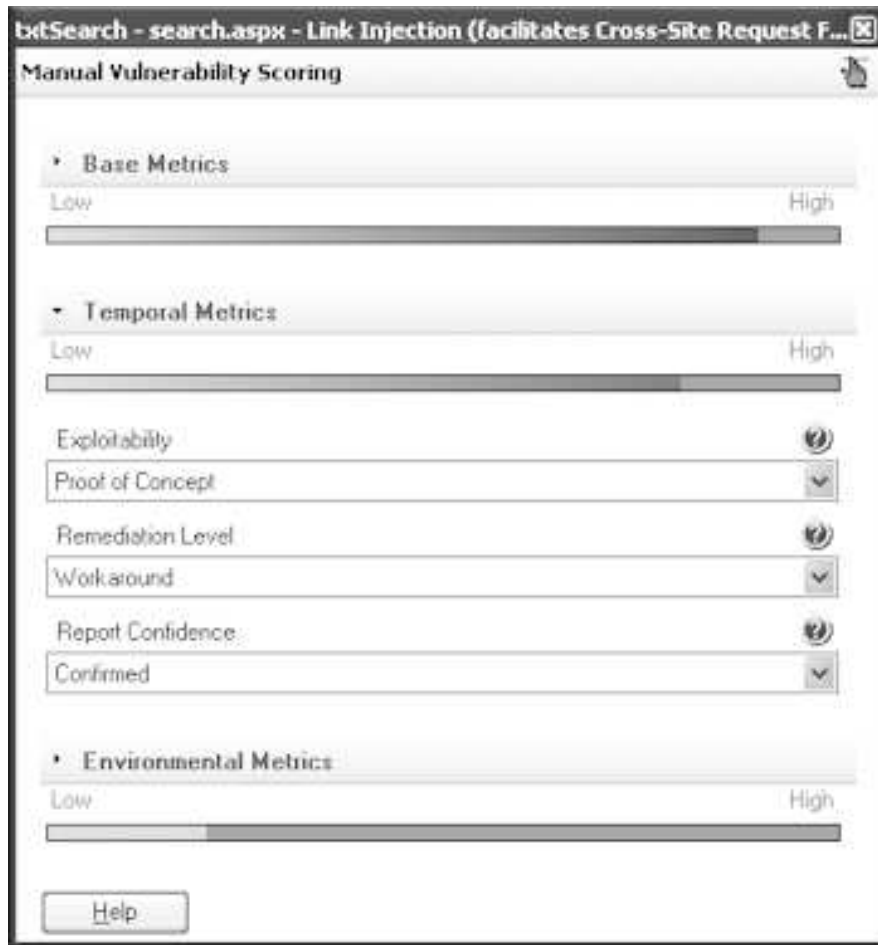 txtSearch - search.aspx - Link Injection (facilitates Cross-Site Request F...
Manual Vulnerability Scoring
Base Metrics
Low High
Temporal Metrics
Low High
Exploitability
Proof of Concept
Remediation Level
Workaround
Report Confidence
Confirmed
Environmental Metrics
Low High
Help